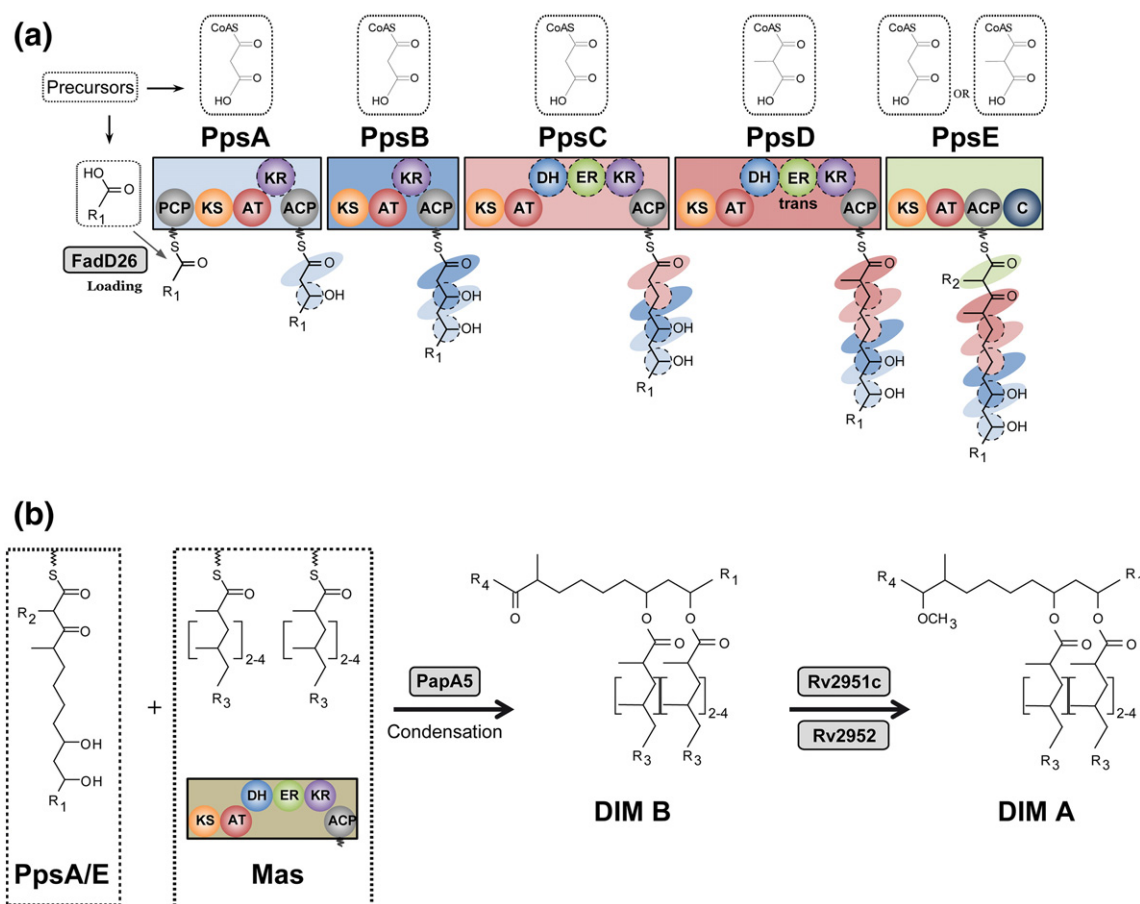 (a)
CoAS O O HO
CoAS O O HO
CoAS O O HO
CoAS O O HO
CoAS O O HO OR CoAS O O HO
Precursors
PpsA PpsB PpsC PpsD PpsE
HO O R1
PCP KS AT KR ACP
KS AT KR ACP
KS AT DH ER KR ACP
KS AT DH ER KR trans ACP
KS AT ACP C
FadD26
Loading
S O R1
S O OH R1
S O OH OH R1
S O OH OH R1
S O OH OH R1
S O R2 O OH OH R1
(b)
S O R2 O OH OH R1
PpsA/E
+
S O 2-4 R3
S O 2-4 R3
KS AT DH ER KR ACP
Mas
PapA5
Condensation
R4 O R1
O O O O
2-4
R3 R3
DIM B
Rv2951c
Rv2952
R4 OCH3 R1
O O O O
2-4
R3 R3
DIM A